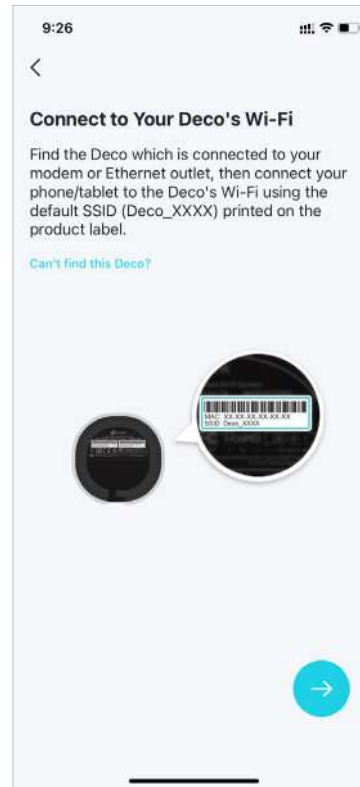 9:26
Connect to Your Deco's Wi-Fi
Find the Deco which is connected to your
modem or Ethernet outlet, then connect your
phone/tablet to the Deco's Wi-Fi using the
default SSID (Deco_XXXX) printed on the
product label.
Can't find this Deco?
MAC: XX-XX-XX-XX-XX-XX
SSID: Deco_XXXX